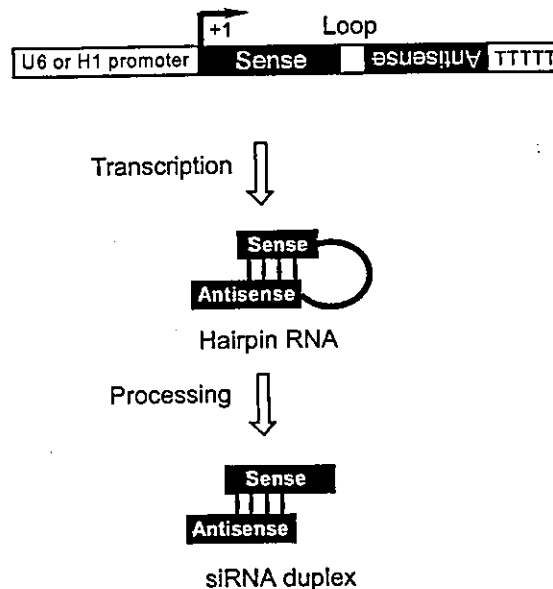 +1 Loop
U6 or H1 promoter Sense Antisense TTTTT
Transcription
Sense
Antisense
Hairpin RNA
Processing
Sense
Antisense
siRNA duplex